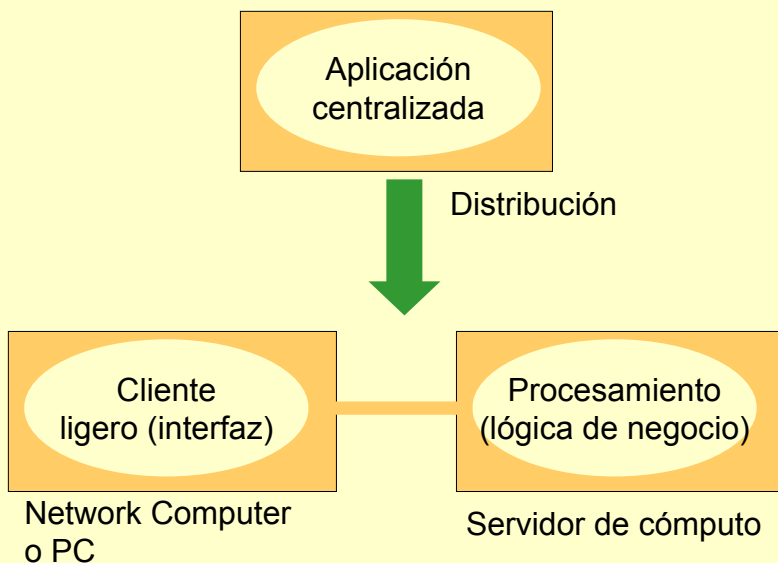 Aplicación
centralizada
Distribución
Cliente
ligero (interfaz)
Procesamiento
(lógica de negocio)
Network Computer
o PC
Servidor de cómputo